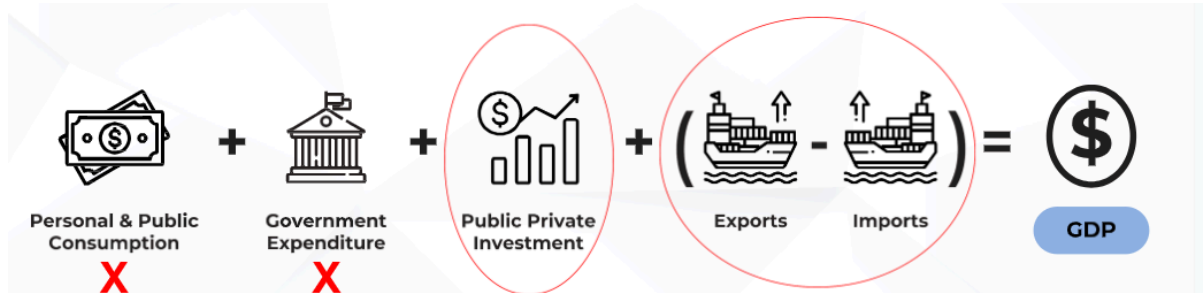 + + + ( - ) =
$ $ $
Personal & Public
Consumption
Government
Expenditure
Public Private
Investment
Exports
Imports
GDP
X X